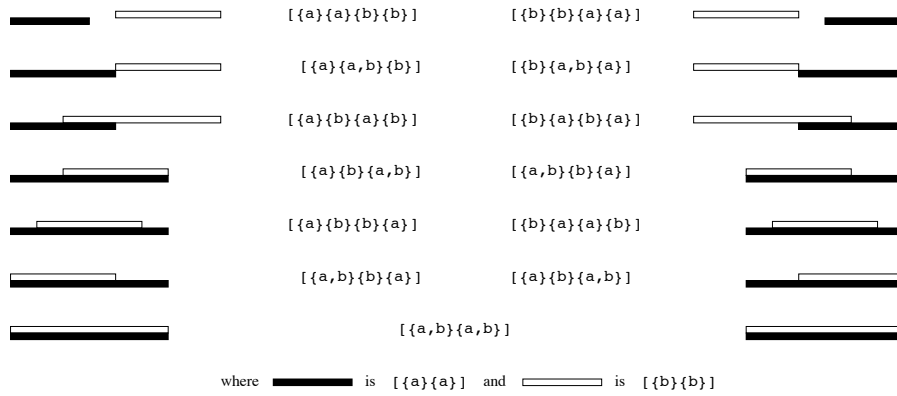 [{a}{a}{b}{b}] [{b}{b}{a}{a}]
[{a}{a,b}{b}] [{b}{a,b}{a}]
[{a}{b}{a}{b}] [{b}{a}{b}{a}]
[{a}{b}{a,b}] [{a,b}{b}{a}]
[{a}{b}{b}{a}] [{b}{a}{a}{b}]
[{a,b}{b}{a}] [{a}{b}{a,b}]
[{a,b}{a,b}]
where is [{a}{a}] and is [{b}{b}]